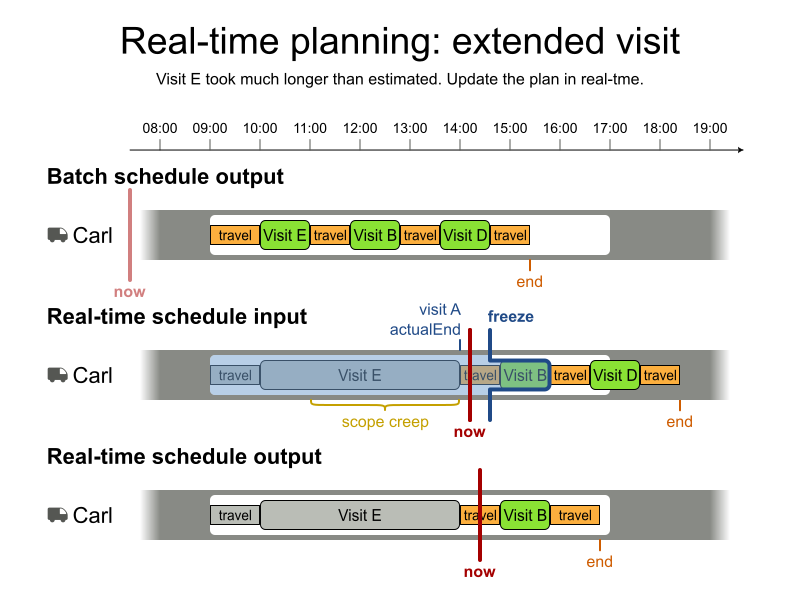 Real-time planning: extended visit
Visit E took much longer than estimated. Update the plan in real-tme.
08:00 09:00 10:00 11:00 12:00 13:00 14:00 15:00 16:00 17:00 18:00 19:00
Batch schedule output
Carl travel Visit E travel Visit B travel Visit D travel
end
now
Real-time schedule input
visit A
actualEnd
freeze
Carl travel Visit E travel Visit B travel Visit D travel
scope creep
now
end
Real-time schedule output
Carl travel Visit E travel Visit B travel
end
now